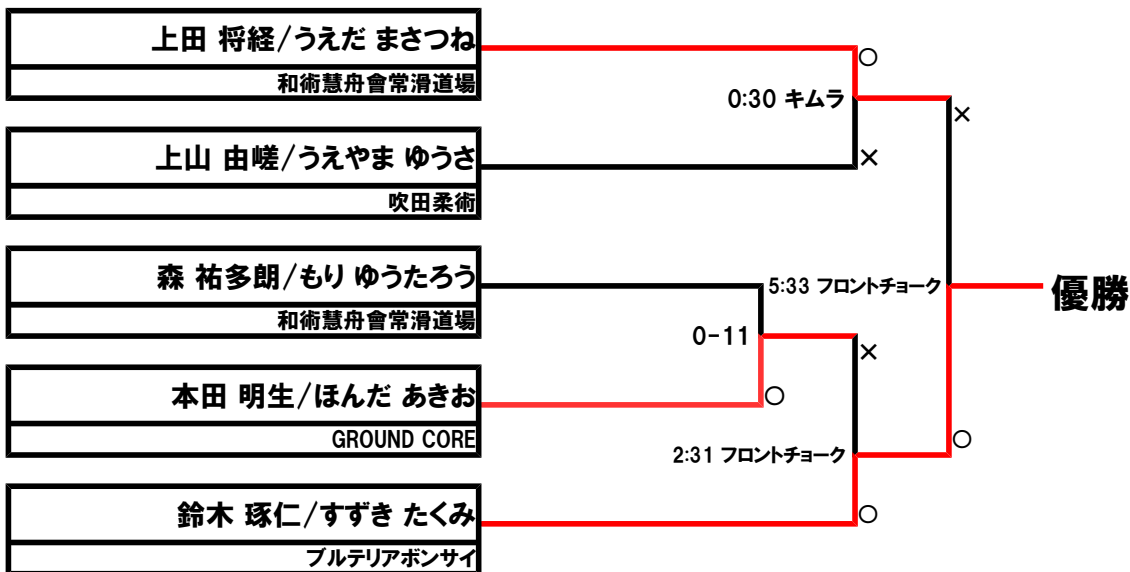 上田 将経/うえだ まさつね
和術慧舟會常滑道場
上山 由嵯/うえやま ゆうさ
吹田柔術
森 祐多朗/もり ゆうたろう
和術慧舟會常滑道場
本田 明生/ほんだ あきお
GROUND CORE
鈴木 琢仁/すずき たくみ
ブルテリアボンサイ
○
0:30 キムラ
×
×
5:33 フロントチョーク
優勝
0-11
×
○
2:31 フロントチョーク
○
○